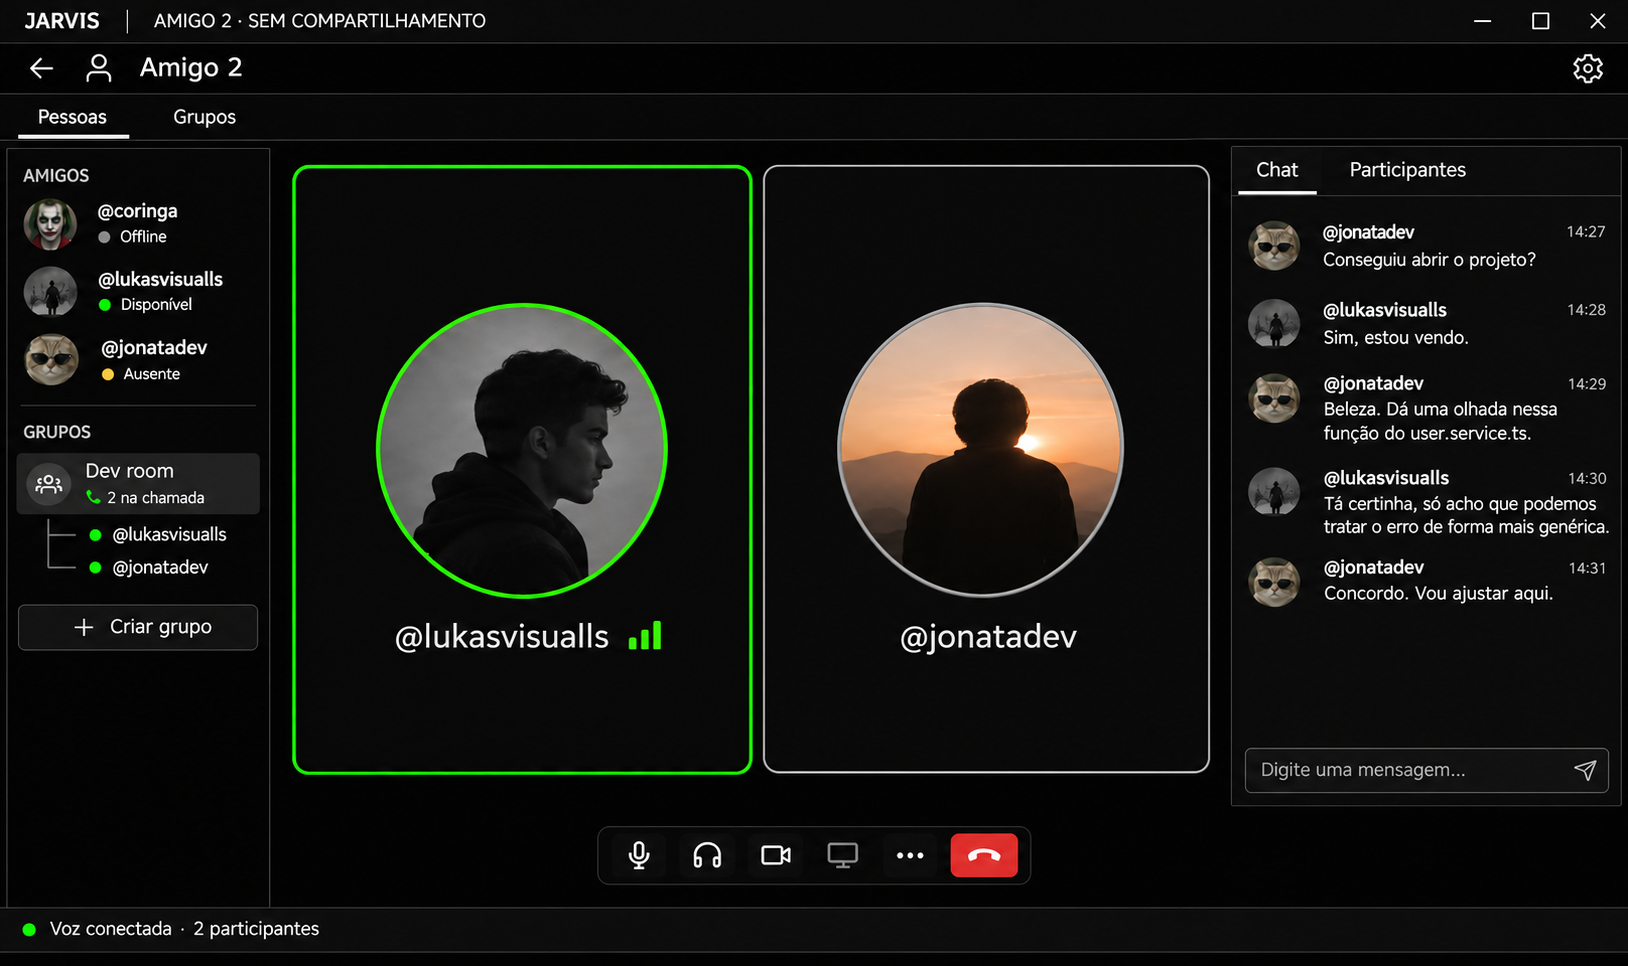 JARVIS
AMIGO 2 · SEM COMPARTILHAMENTO
Amigo 2
Pessoas
Grupos
AMIGOS
@coringa
Offline
@lukasvisualls
Disponível
@jonatadev
Ausente
GRUPOS
Dev room
2 na chamada
@lukasvisualls
@jonatadev
+ Criar grupo
@lukasvisualls
@jonatadev
Chat
Participantes
@jonatadev 14:27
Conseguiu abrir o projeto?
@lukasvisualls 14:28
Sim, estou vendo.
@jonatadev 14:29
Beleza. Dá uma olhada nessa
função do user.service.ts.
@lukasvisualls 14:30
Tá certinha, só acho que podemos
tratar o erro de forma mais genérica.
@jonatadev 14:31
Concordo. Vou ajustar aqui.
Digite uma mensagem...
Voz conectada · 2 participantes